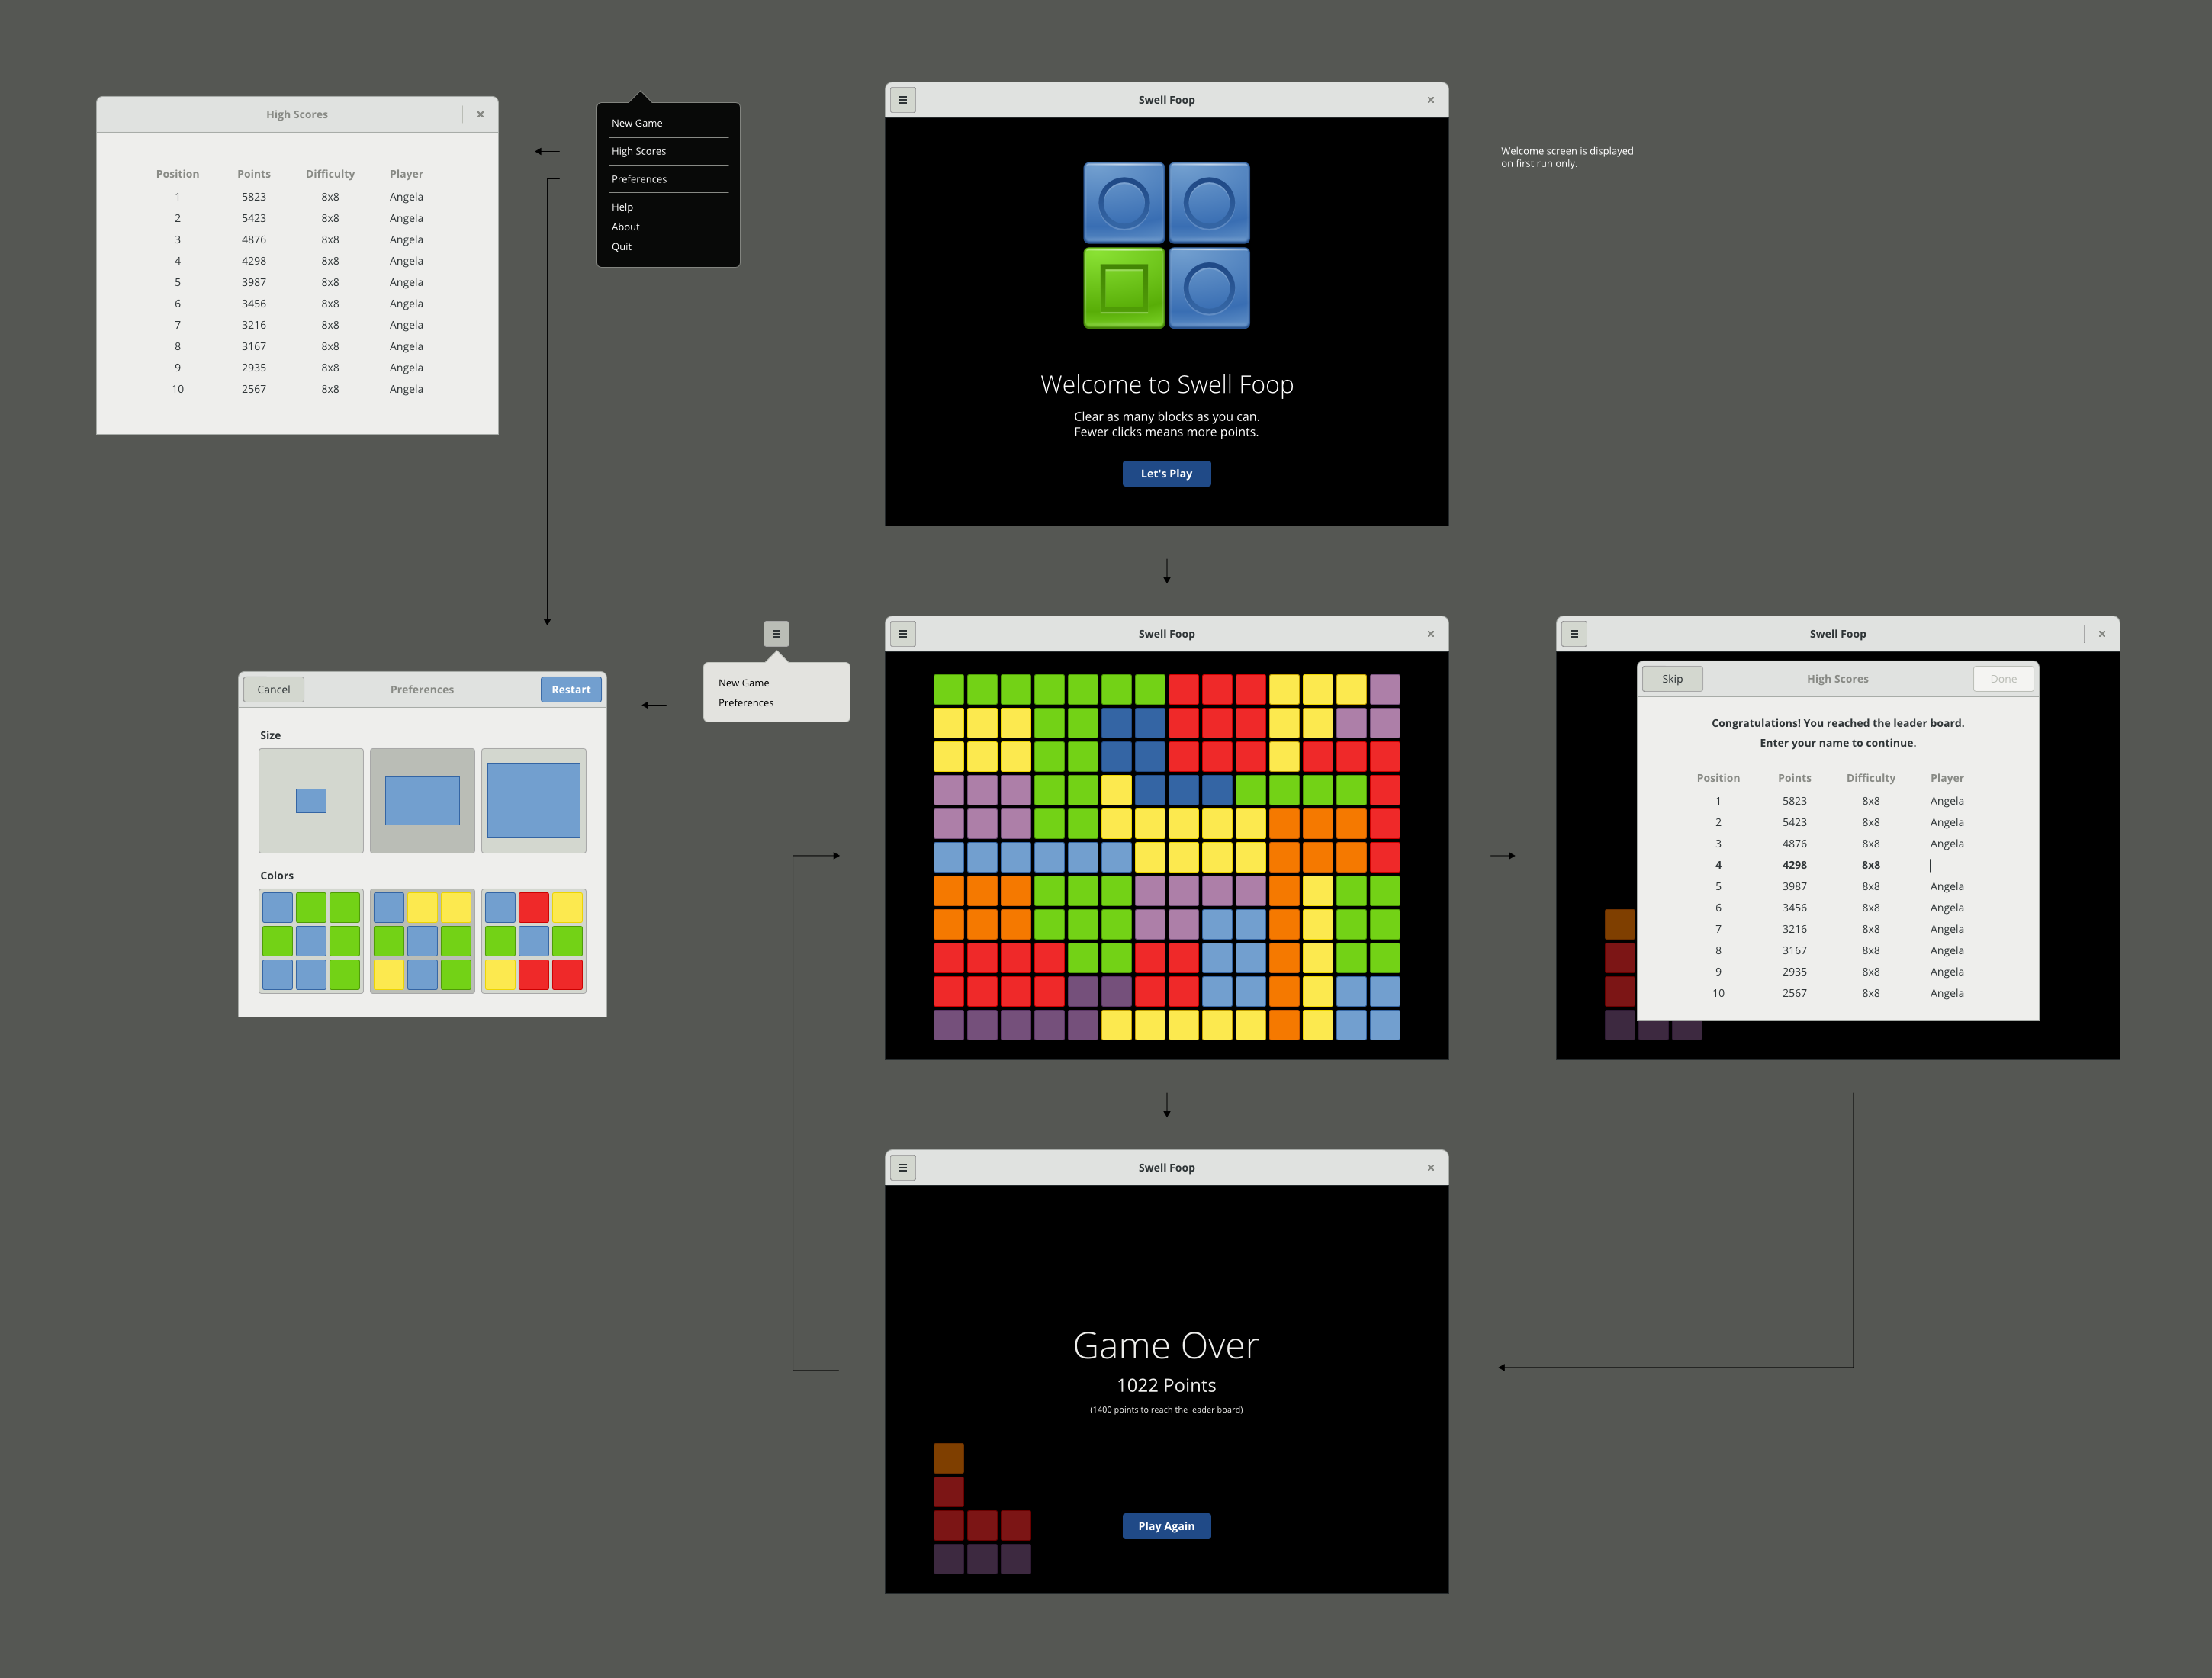 High Scores
Position Points Difficulty Player
1 5823 8x8 Angela
2 5423 8x8 Angela
3 4876 8x8 Angela
4 4298 8x8 Angela
5 3987 8x8 Angela
6 3456 8x8 Angela
7 3216 8x8 Angela
8 3167 8x8 Angela
9 2935 8x8 Angela
10 2567 8x8 Angela
New Game
High Scores
Preferences
Help
About
Quit
Swell Foop
Welcome to Swell Foop
Clear as many blocks as you can.
Fewer clicks means more points.
Let's Play
Welcome screen is displayed
on first run only.
Cancel Preferences Restart
Size
Colors
New Game
Preferences
Swell Foop
Swell Foop
Skip High Scores Done
Congratulations! You reached the leader board.
Enter your name to continue.
Position Points Difficulty Player
1 5823 8x8 Angela
2 5423 8x8 Angela
3 4876 8x8 Angela
4 4298 8x8
5 3987 8x8 Angela
6 3456 8x8 Angela
7 3216 8x8 Angela
8 3167 8x8 Angela
9 2935 8x8 Angela
10 2567 8x8 Angela
Swell Foop
Game Over
1022 Points
(1400 points to reach the leader board)
Play Again